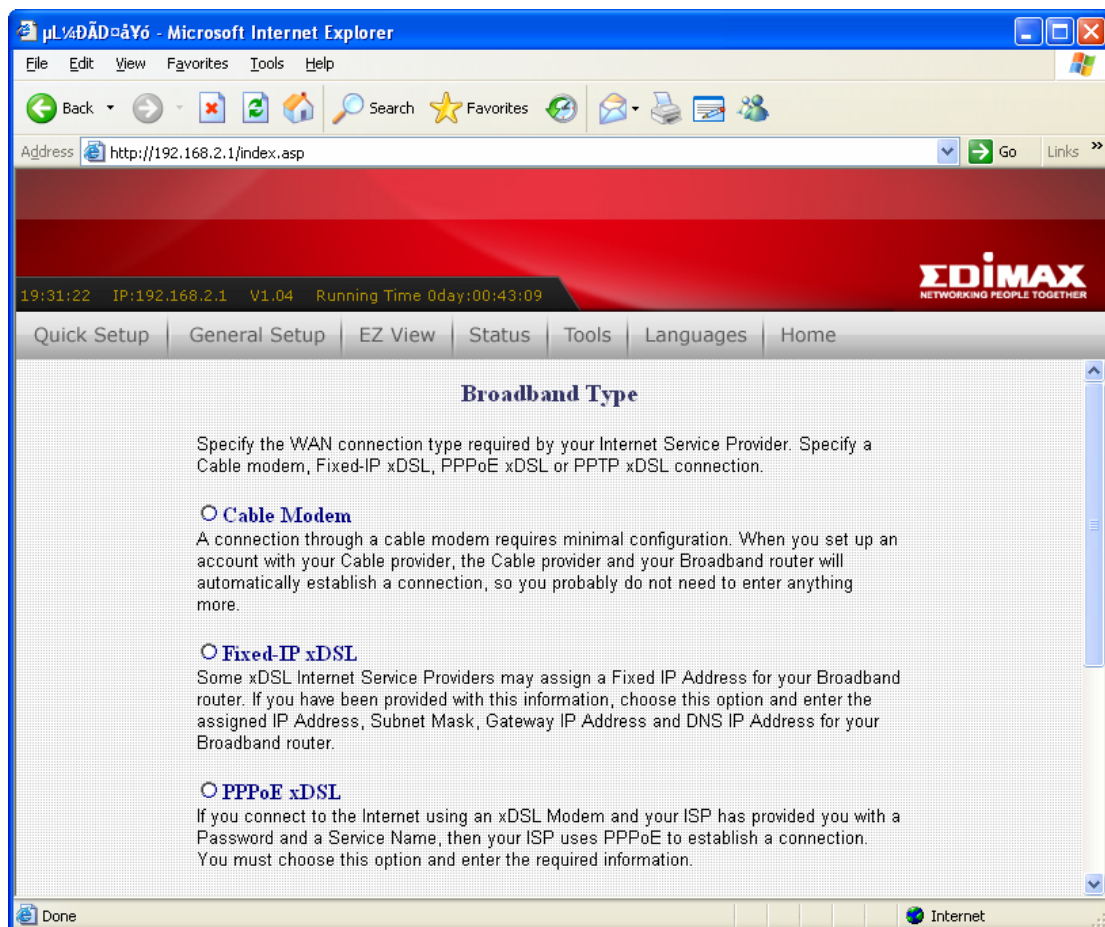 µL¼ÐÃD¤å¥ó - Microsoft Internet Explorer
File Edit View Favorites Tools Help
Back Search Favorites
Address http://192.168.2.1/index.asp Go Links »
EDIMAX
NETWORKING PEOPLE TOGETHER
19:31:22 IP:192.168.2.1 V1.04 Running Time 0day:00:43:09
Quick Setup General Setup EZ View Status Tools Languages Home
Broadband Type
Specify the WAN connection type required by your Internet Service Provider. Specify a
Cable modem, Fixed-IP xDSL, PPPoE xDSL or PPTP xDSL connection.
Cable Modem
A connection through a cable modem requires minimal configuration. When you set up an
account with your Cable provider, the Cable provider and your Broadband router will
automatically establish a connection, so you probably do not need to enter anything
more.
Fixed-IP xDSL
Some xDSL Internet Service Providers may assign a Fixed IP Address for your Broadband
router. If you have been provided with this information, choose this option and enter the
assigned IP Address, Subnet Mask, Gateway IP Address and DNS IP Address for your
Broadband router.
PPPoE xDSL
If you connect to the Internet using an xDSL Modem and your ISP has provided you with a
Password and a Service Name, then your ISP uses PPPoE to establish a connection.
You must choose this option and enter the required information.
Done Internet